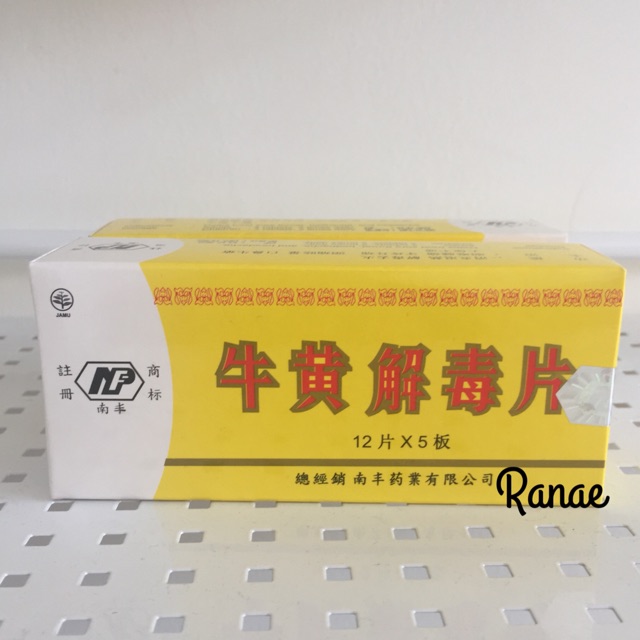 JAMU
註冊
商标
NF
南丰
牛黄解毒片
12片X5板
總經銷南丰药業有限公司
Ranae